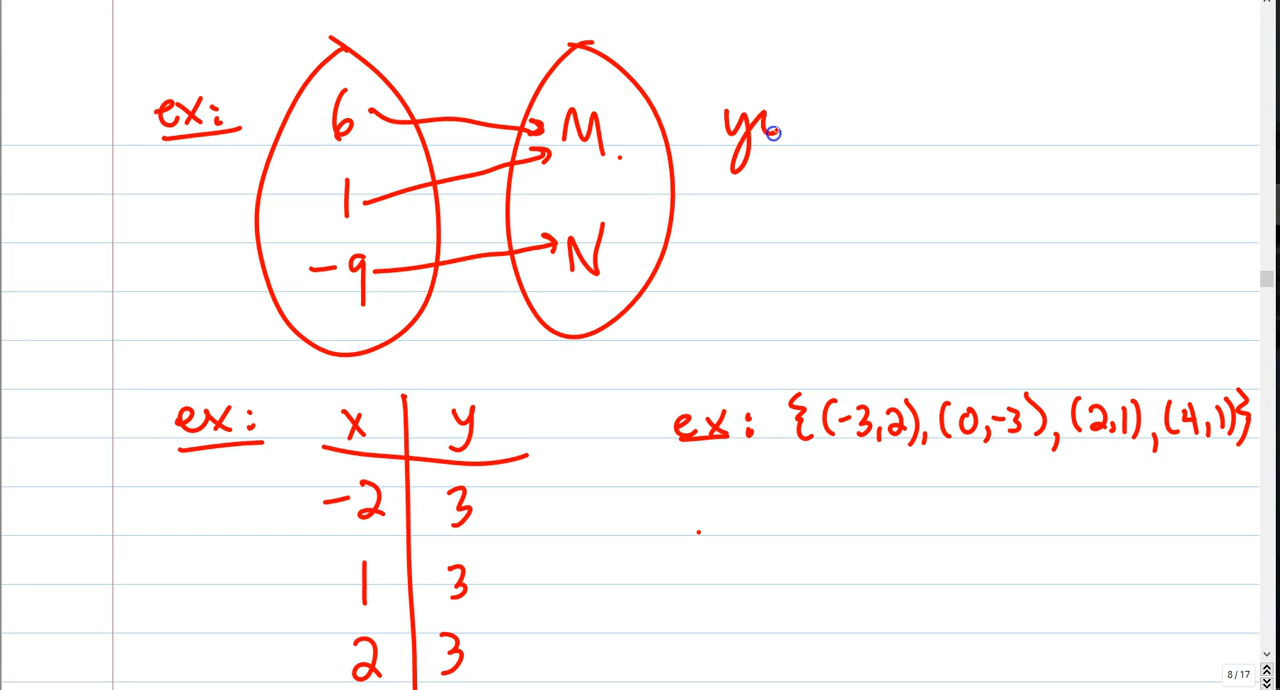 ex: 6 M ye
1
-9 N
ex: x y ex: {(-3,2), (0,-3), (2,1), (4,1)}
-2 3
1 3
2 3
8 / 17